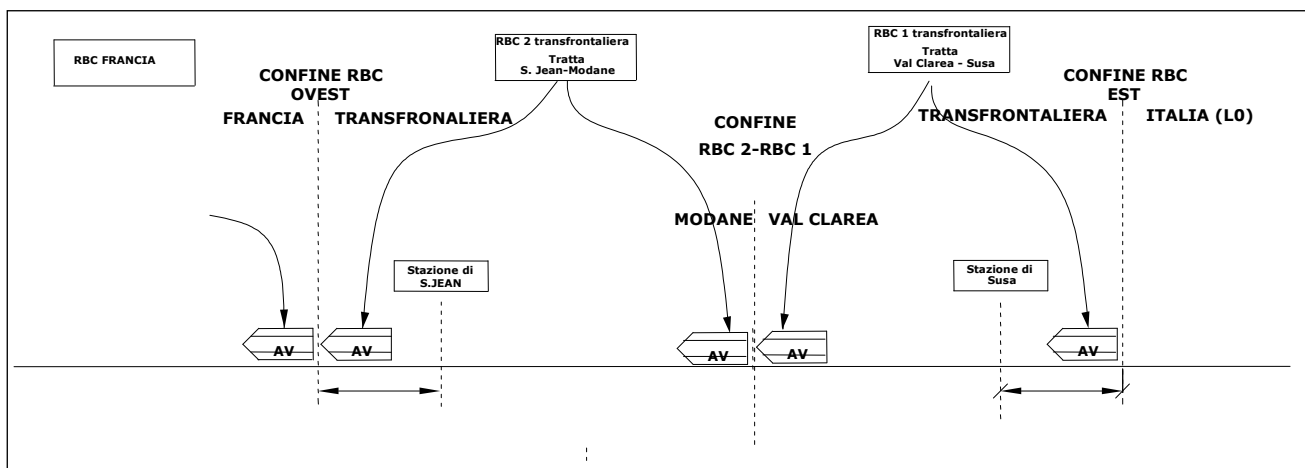 RBC FRANCIA
RBC 2 transfrontaliera
Tratta
S. Jean-Modane
RBC 1 transfrontaliera
Tratta
Val Clarea - Susa
CONFINE RBC
OVEST
FRANCIA
TRANSFRONALIERA
CONFINE
RBC 2-RBC 1
CONFINE RBC
EST
TRANSFRONTALIERA
ITALIA (L0)
MODANE
VAL CLAREA
Stazione di
S.JEAN
Stazione di
Susa
AV
AV
AV
AV
AV